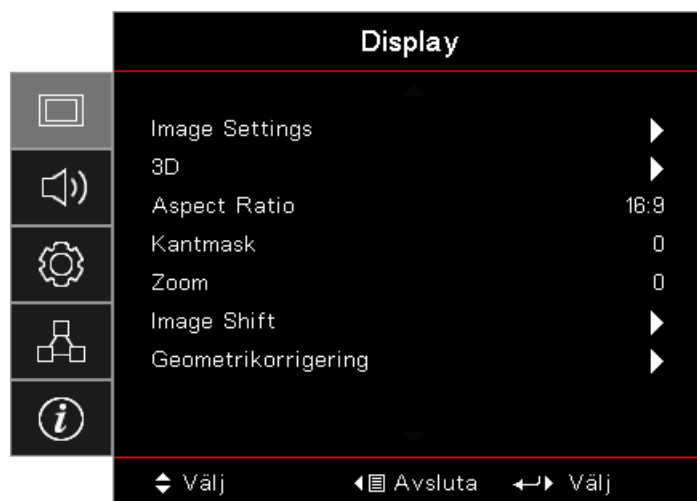 Display
Image Settings
3D
Aspect Ratio 16:9
Kantmask 0
Zoom 0
Image Shift
Geometrikorrigering
Välj Avsluta Välj